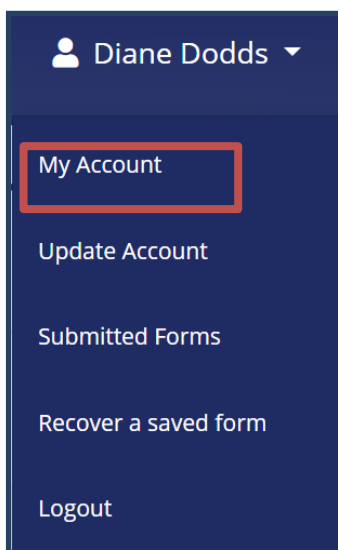 Diane Dodds
My Account
Update Account
Submitted Forms
Recover a saved form
Logout